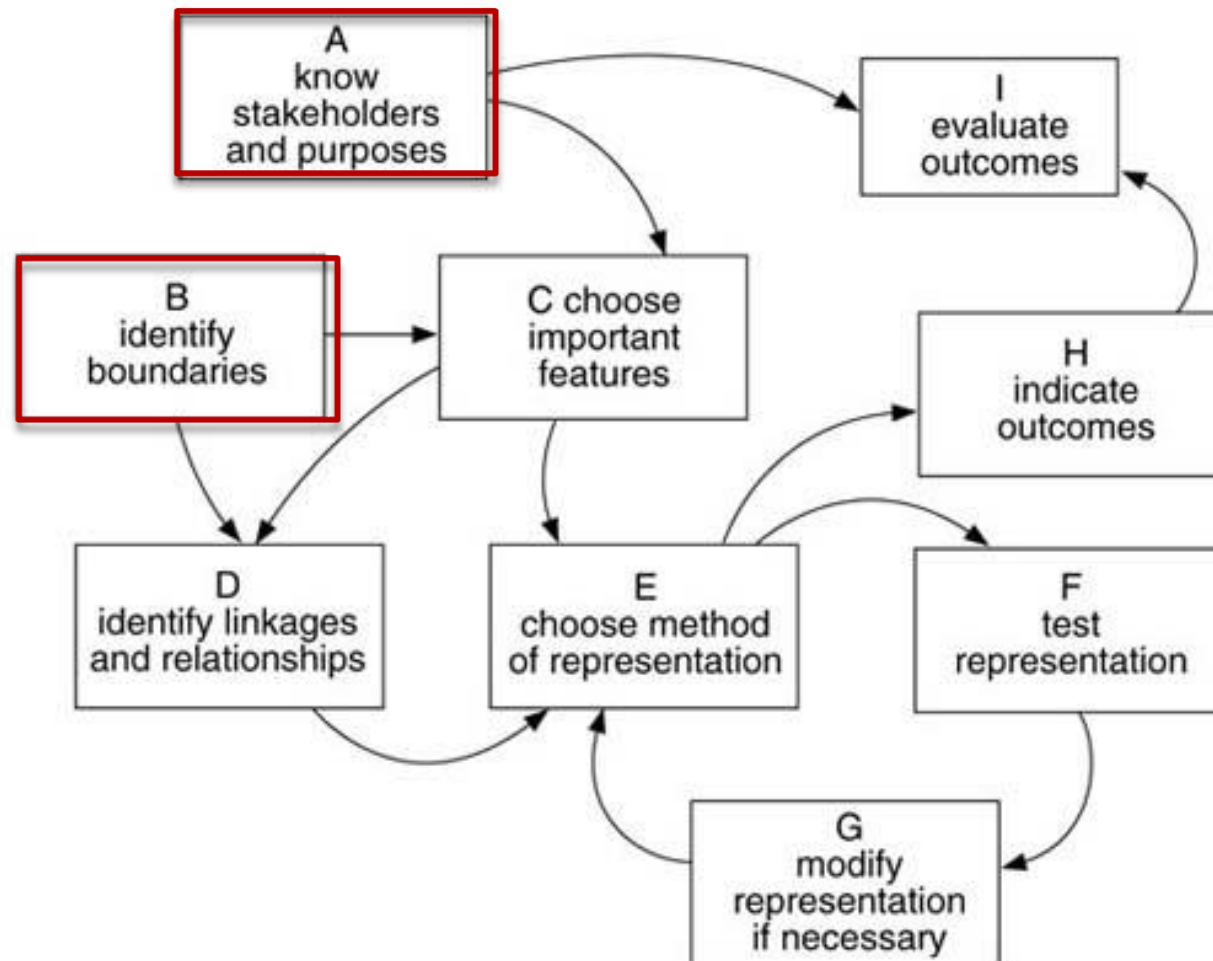 A
know
stakeholders
and purposes
I
evaluate
outcomes
B
identify
boundaries
C choose
important
features
H
indicate
outcomes
D
identify linkages
and relationships
E
choose method
of representation
F
test
representation
G
modify
representation
if necessary